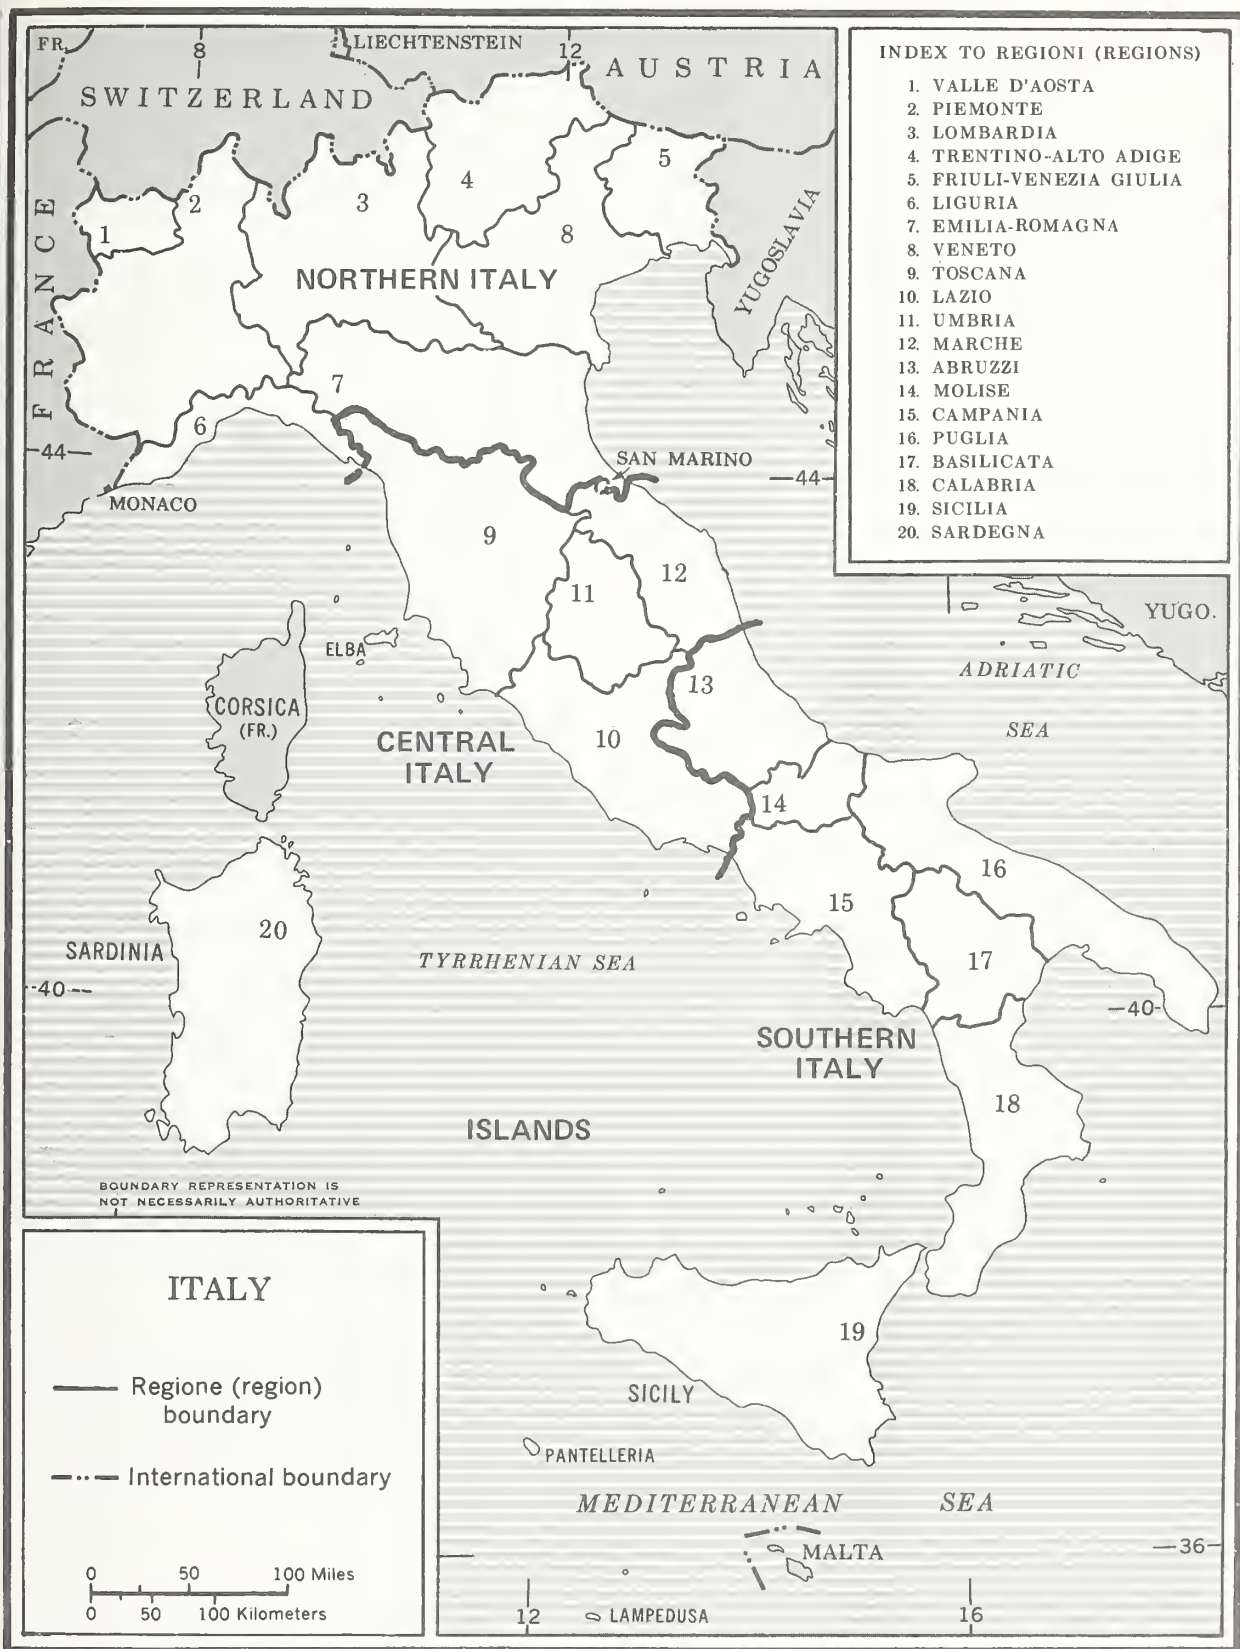 FR.
8
LIECHTENSTEIN
12
AUSTRIA
SWITZERLAND
FRANCE
YUGOSLAVIA
1
2
3
4
5
8
NORTHERN ITALY
7
6
44
MONACO
SAN MARINO
44
9
11
12
ELBA
CORSICA
(FR.)
13
10
CENTRAL
ITALY
14
YUGO.
ADRIATIC
SEA
16
15
17
20
SARDINIA
TYRRHENIAN SEA
40
40
SOUTHERN
ITALY
18
ISLANDS
BOUNDARY REPRESENTATION IS
NOT NECESSARILY AUTHORITATIVE
19
SICILY
PANTELLERIA
MEDITERRANEAN SEA
MALTA
36
12
LAMPEDUSA
16
INDEX TO REGIONI (REGIONS)
1. VALLE D'AOSTA
2. PIEMONTE
3. LOMBARDIA
4. TRENTINO-ALTO ADIGE
5. FRIULI-VENEZIA GIULIA
6. LIGURIA
7. EMILIA-ROMAGNA
8. VENETO
9. TOSCANA
10. LAZIO
11. UMBRIA
12. MARCHE
13. ABRUZZI
14. MOLISE
15. CAMPANIA
16. PUGLIA
17. BASILICATA
18. CALABRIA
19. SICILIA
20. SARDEGNA
ITALY
Regione (region)
boundary
International boundary
0 50 100 Miles
0 50 100 Kilometers